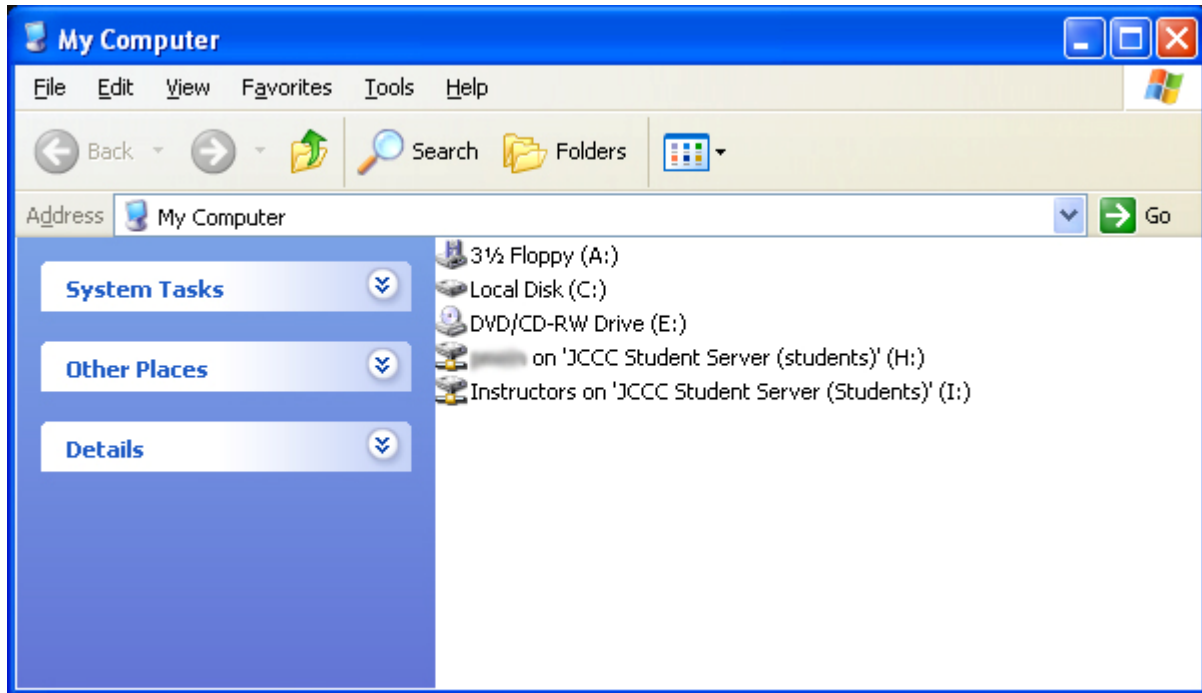 My Computer
File Edit View Favorites Tools Help
Back Search Folders
Address My Computer Go
System Tasks
Other Places
Details
3½ Floppy (A:)
Local Disk (C:)
DVD/CD-RW Drive (E:)
on 'JCCC Student Server (students)' (H:)
Instructors on 'JCCC Student Server (Students)' (I:)